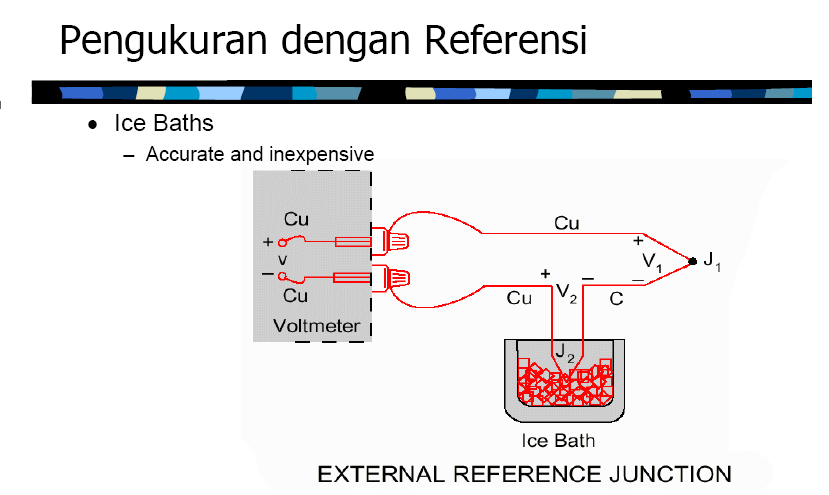 Pengukuran dengan Referensi
• Ice Baths
– Accurate and inexpensive
Cu
+
v
–
Cu
Voltmeter
Cu
+
V1
–
J1
+
V2
–
Cu
C
J2
Ice Bath
EXTERNAL REFERENCE JUNCTION